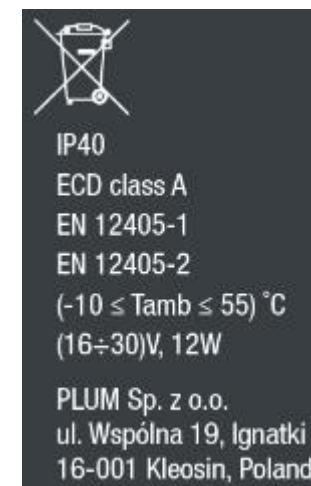 IP40
ECD class A
EN 12405-1
EN 12405-2
(-10 ≤ Tamb ≤ 55) °C
(16÷30)V, 12W
PLUM Sp. z o.o.
ul. Wspólna 19, Ignatki
16-001 Kleosin, Poland